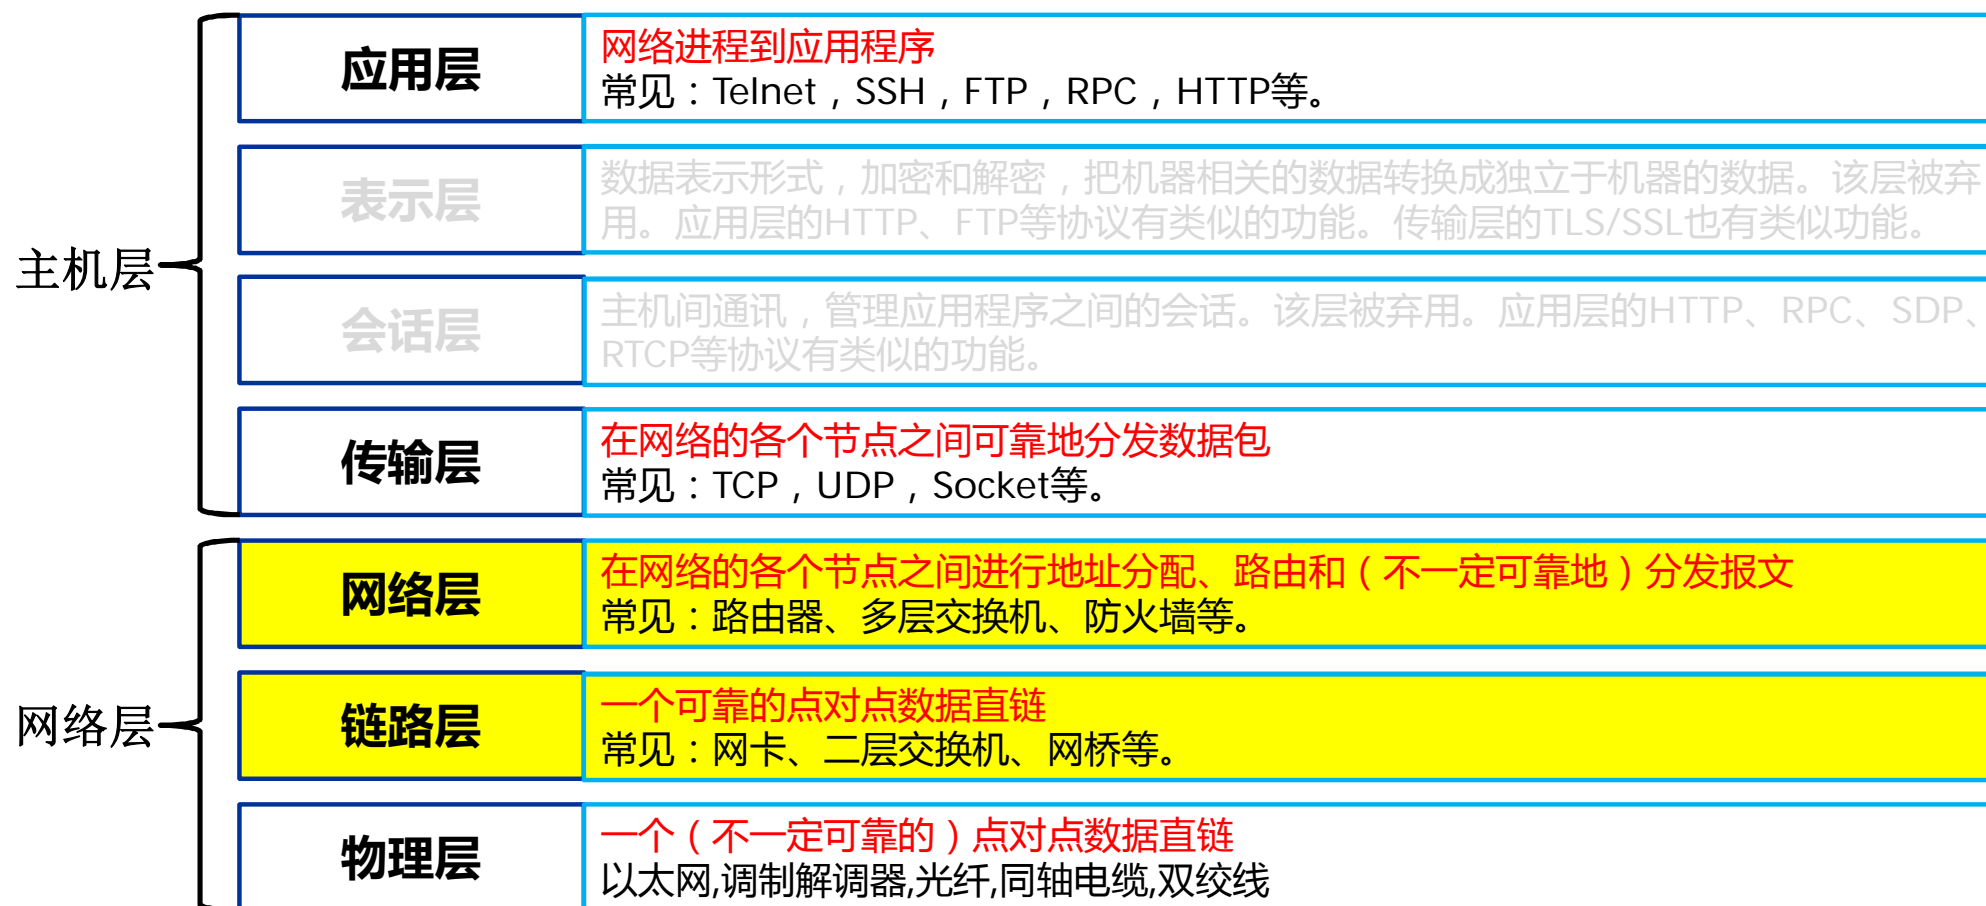 主机层
应用层
网络进程到应用程序
常见：Telnet，SSH，FTP，RPC，HTTP等。
表示层
数据表示形式，加密和解密，把机器相关的数据转换成独立于机器的数据。该层被弃
用。应用层的HTTP、FTP等协议有类似的功能。传输层的TLS/SSL也有类似功能。
会话层
主机间通讯，管理应用程序之间的会话。该层被弃用。应用层的HTTP、RPC、SDP、
RTCP等协议有类似的功能。
传输层
在网络的各个节点之间可靠地分发数据包
常见：TCP，UDP，Socket等。
网络层
网络层
在网络的各个节点之间进行地址分配、路由和（不一定可靠地）分发报文
常见：路由器、多层交换机、防火墙等。
链路层
一个可靠的点对点数据直链
常见：网卡、二层交换机、网桥等。
物理层
一个（不一定可靠的）点对点数据直链
以太网,调制解调器,光纤,同轴电缆,双绞线